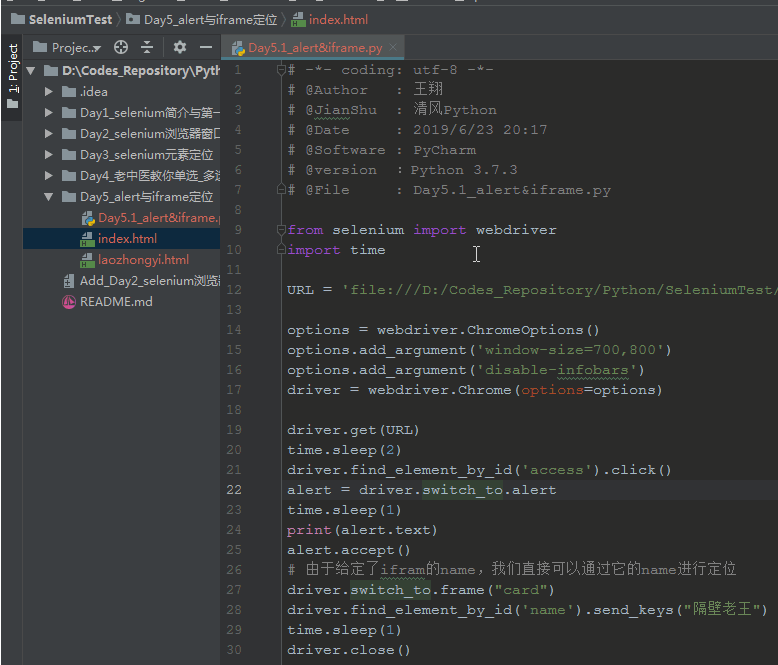 SeleniumTest Day5_alert与iframe定位 index.html
1: Project
Projec..
Day5.1_alert&iframe.py
D:\Codes_Repository\Pyth
.idea
Day1_selenium简介与第一
Day2_selenium浏览器窗口
Day3_selenium元素定位
Day4_老中医教你单选_多选
Day5_alert与iframe定位
Day5.1_alert&iframe.p
index.html
laozhongyi.html
Add_Day2_selenium浏览器
README.md
1 # -*- coding: utf-8 -*-
2 # @Author : 王翔
3 # @JianShu : 清风Python
4 # @Date : 2019/6/23 20:17
5 # @Software : PyCharm
6 # @version : Python 3.7.3
7 # @File : Day5.1_alert&iframe.py
8
9 from selenium import webdriver
10 import time
11
12 URL = 'file:///D:/Codes_Repository/Python/SeleniumTest/
13
14 options = webdriver.ChromeOptions()
15 options.add_argument('window-size=700,800')
16 options.add_argument('disable-infobars')
17 driver = webdriver.Chrome(options=options)
18
19 driver.get(URL)
20 time.sleep(2)
21 driver.find_element_by_id('access').click()
22 alert = driver.switch_to.alert
23 time.sleep(1)
24 print(alert.text)
25 alert.accept()
26 # 由于给定了ifram的name，我们直接可以通过它的name进行定位
27 driver.switch_to.frame("card")
28 driver.find_element_by_id('name').send_keys("隔壁老王")
29 time.sleep(1)
30 driver.close()